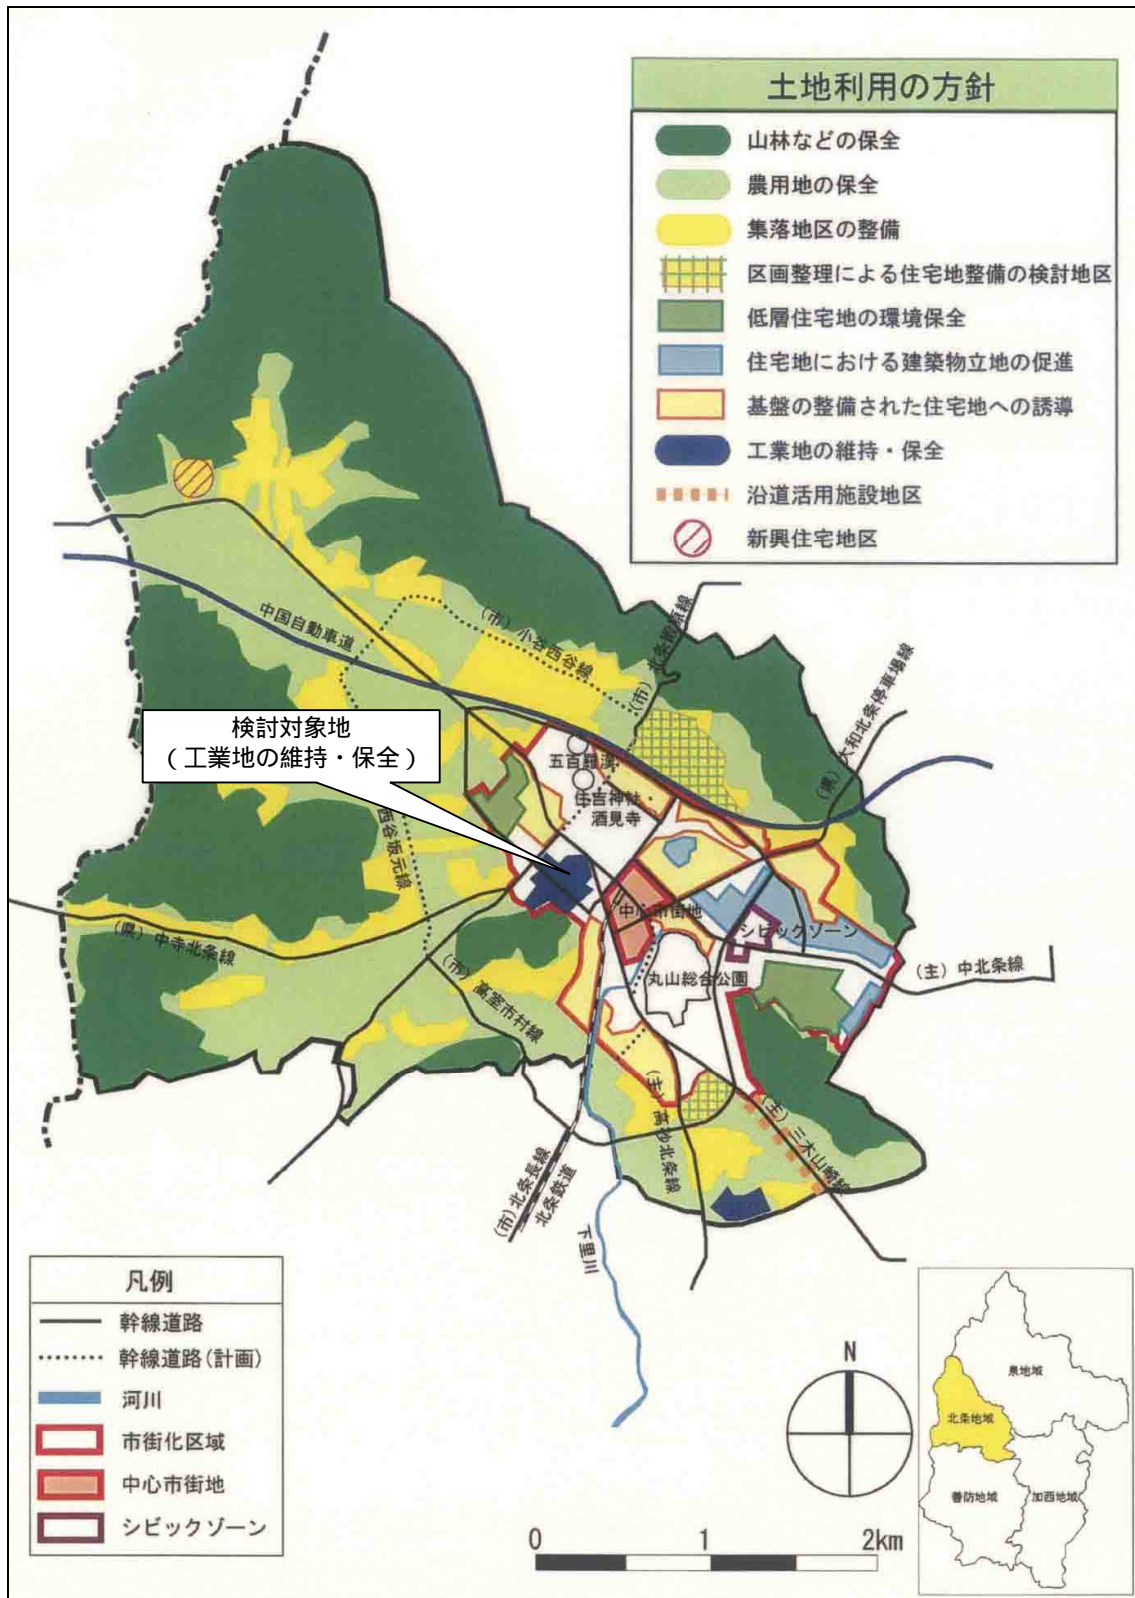 土地利用の方針
山林などの保全
農用地の保全
集落地区の整備
区画整理による住宅地整備の検討地区
低層住宅地の環境保全
住宅地における建築物立地の促進
基盤の整備された住宅地への誘導
工業地の維持・保全
沿道活用施設地区
新興住宅地区
中国自動車道
(市)小谷西谷線
(県)大和北条停車場線
検討対象地
(工業地の維持・保全)
五百羅漢
住吉神社・
酒見寺
西谷坂元線
中心市街地
シビックゾーン
(県)中寺北条線
(市)高室市村線
丸山総合公園
(主)中北条線
(主)高砂北条線
(主)三木山崎線
(市)北条長線
北条鉄道
下里川
凡例
幹線道路
幹線道路(計画)
河川
市街化区域
中心市街地
シビックゾーン
N
0 1 2km
泉地域
北条地域
善防地域
加西地域